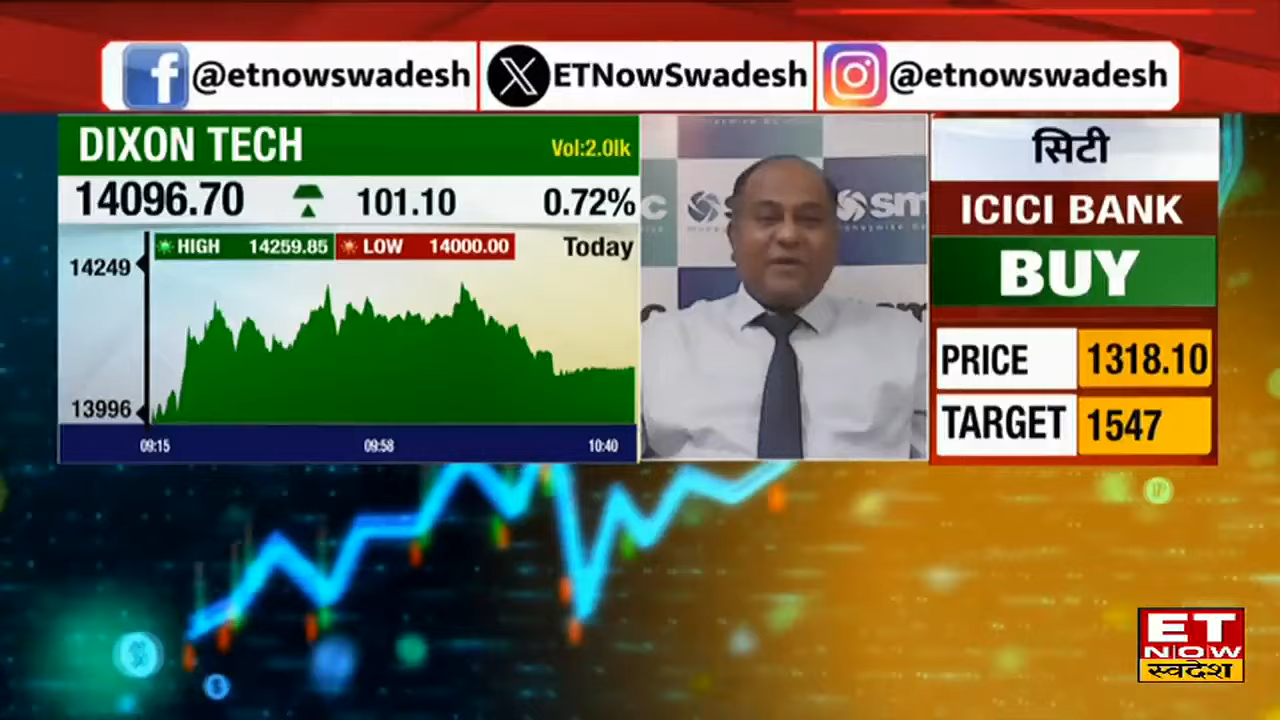 @etnowswadesh
ETNowSwadesh
@etnowswadesh
DIXON TECH
Vol:2.0lk
14096.70
101.10
0.72%
HIGH 14259.85
LOW 14000.00
Today
14249
13996
09:15
09:58
10:40
sm
सिटी
ICICI BANK
BUY
PRICE 1318.10
TARGET 1547
ET
NOW
स्वदेश